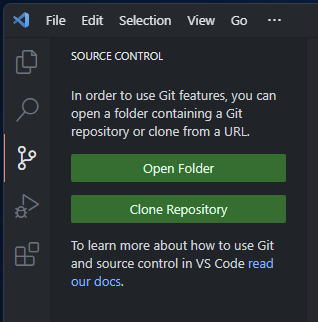 File Edit Selection View Go ...
SOURCE CONTROL
In order to use Git features, you can
open a folder containing a Git
repository or clone from a URL.
Open Folder
Clone Repository
To learn more about how to use Git
and source control in VS Code read
our docs.